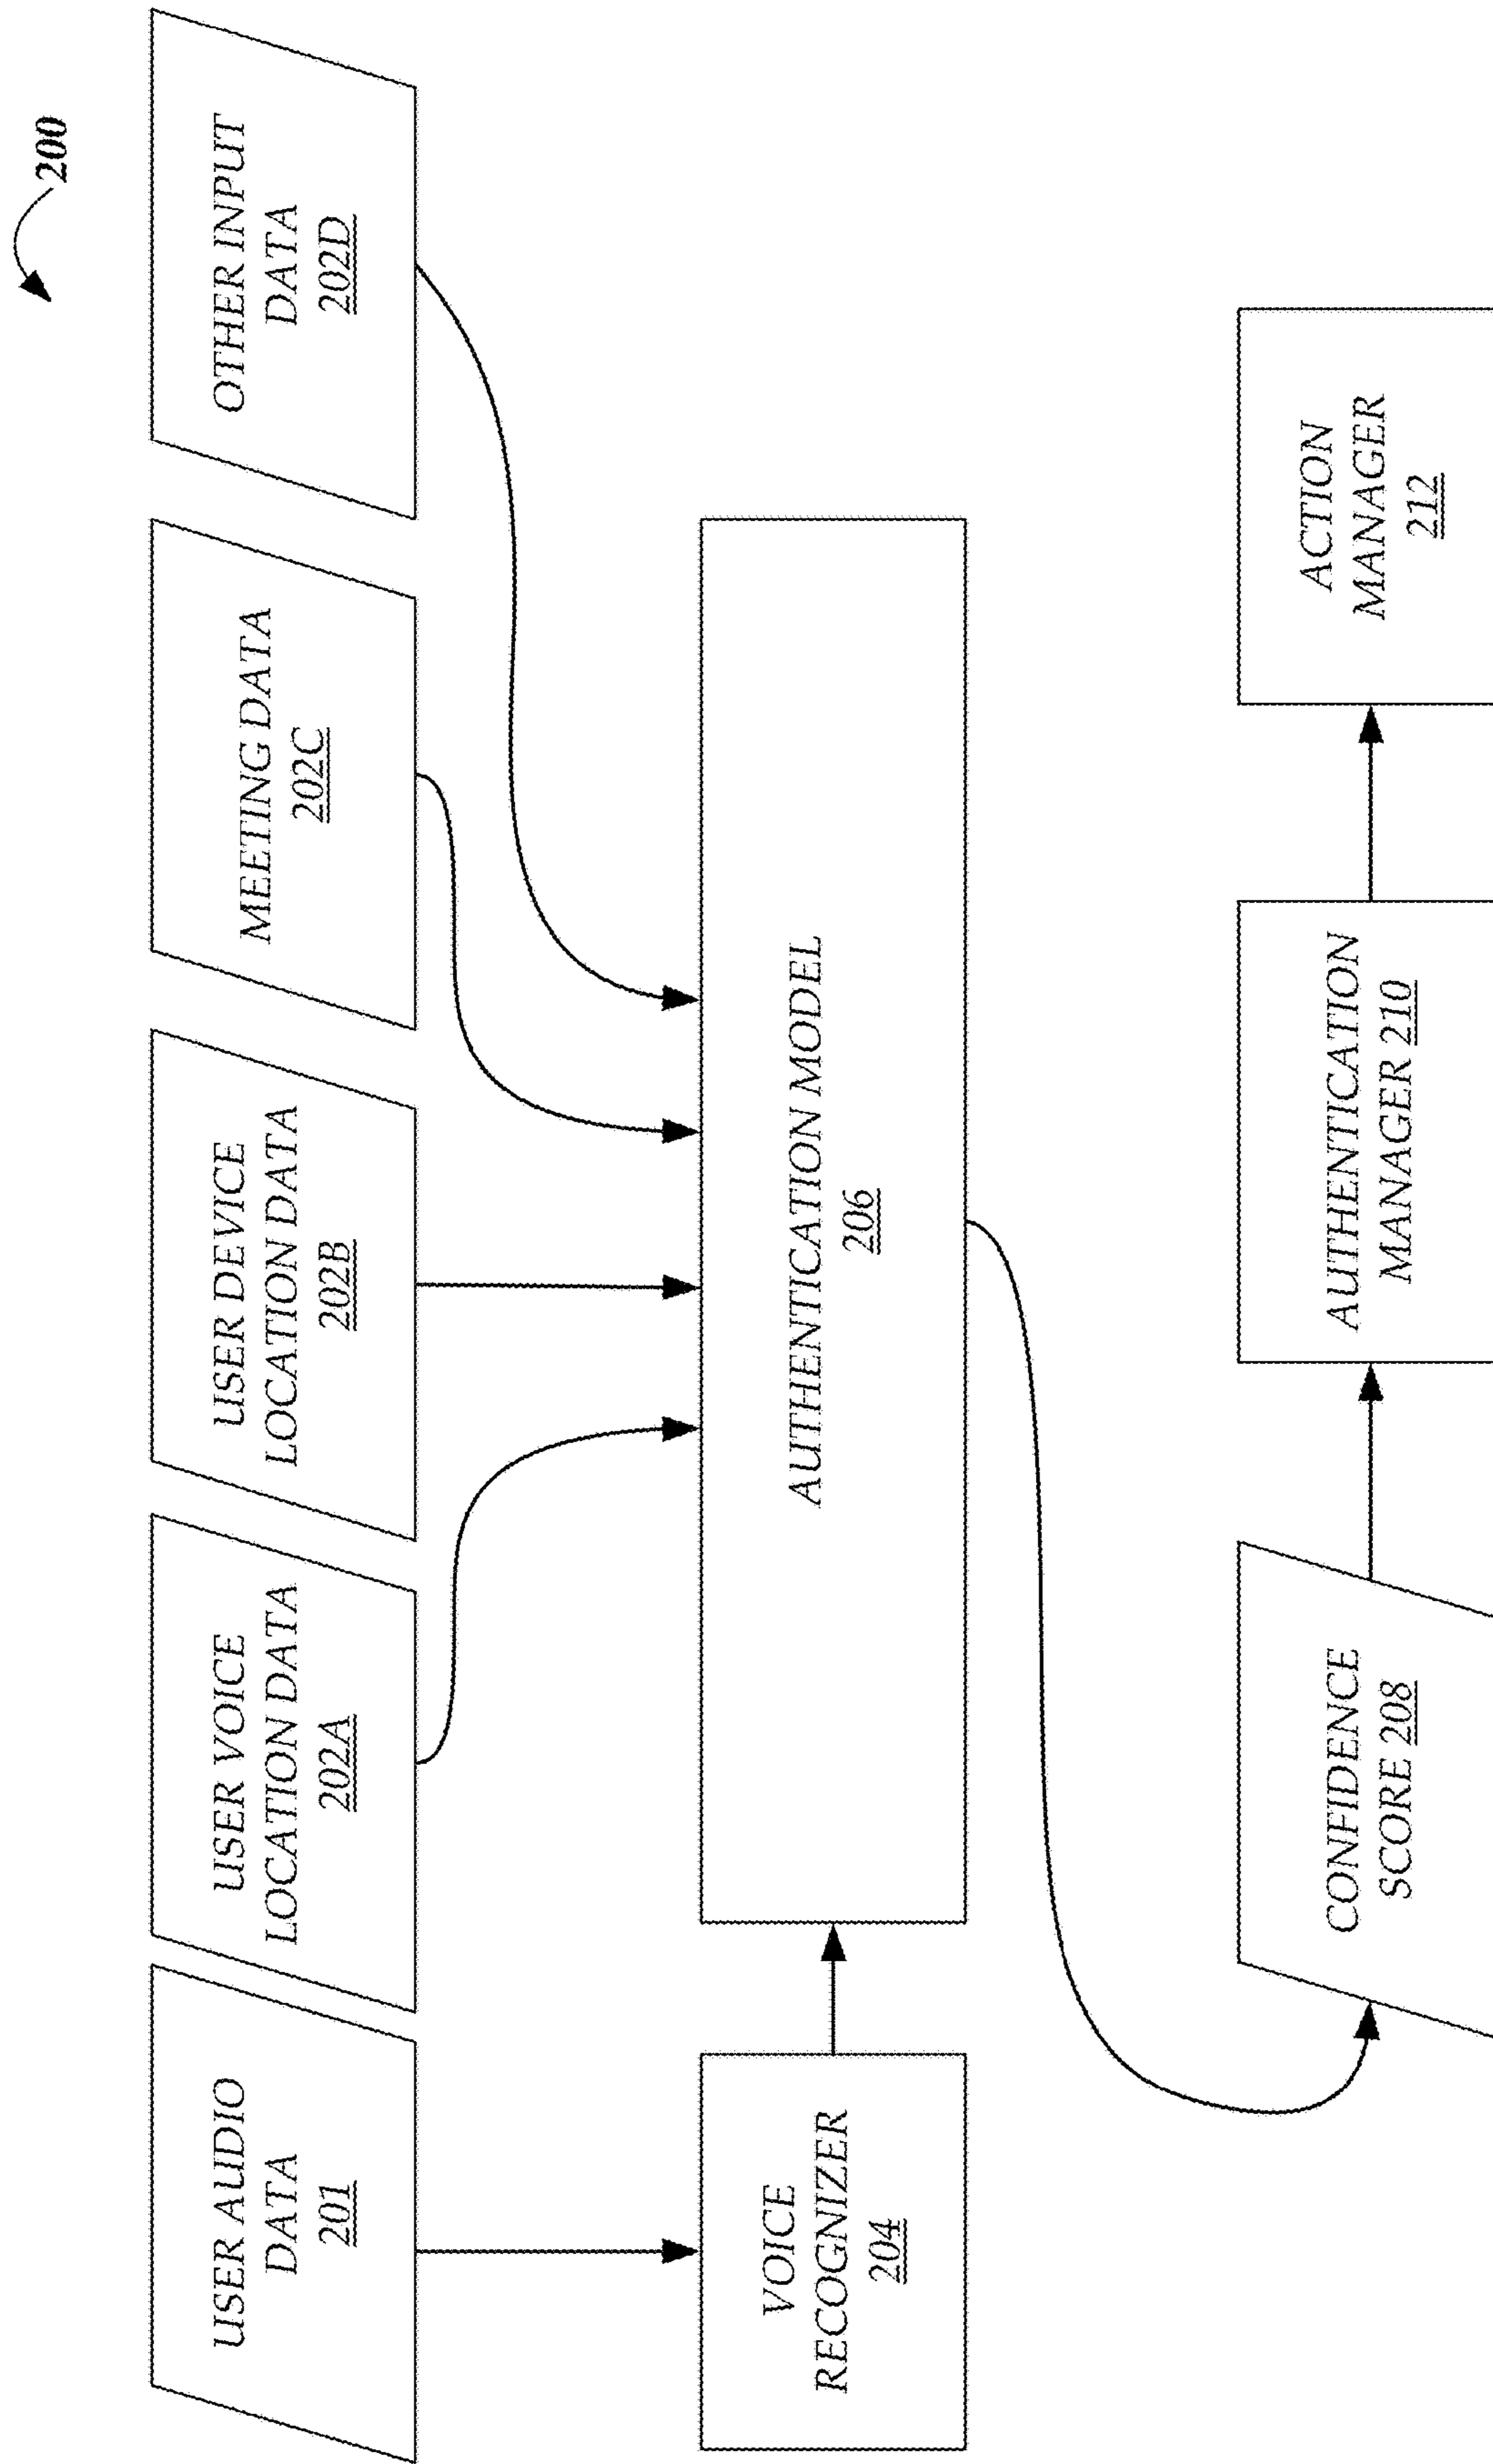 200
USER AUDIO
DATA
201
USER VOICE
LOCATION DATA
202A
USER DEVICE
LOCATION DATA
202B
MEETING DATA
202C
OTHER INPUT
DATA
202D
VOICE
RECOGNIZER
204
AUTHENTICATION MODEL
206
CONFIDENCE
SCORE 208
AUTHENTICATION
MANAGER 210
ACTION
MANAGER
212